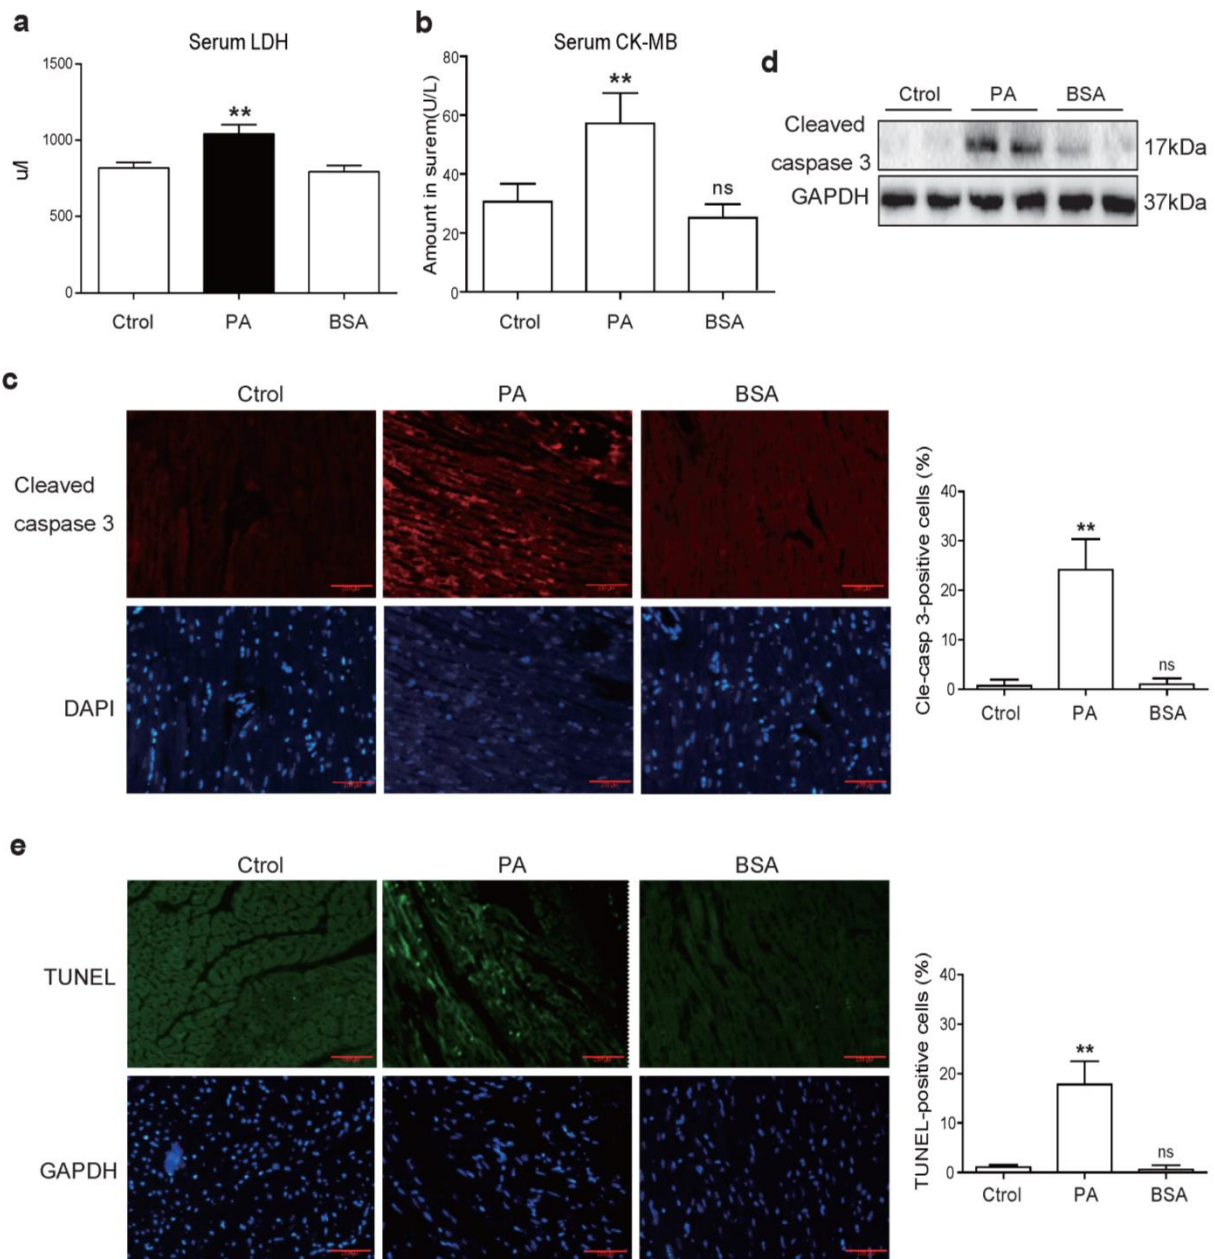 a
Serum LDH
1500
1000
500
0
u/l
**
Ctrol
PA
BSA
b
Serum CK-MB
80
60
40
20
0
Amount in surem(U/L)
**
ns
Ctrol
PA
BSA
d
Ctrol
PA
BSA
Cleaved
caspase 3
17kDa
GAPDH
37kDa
c
Ctrol
PA
BSA
Cleaved
caspase 3
DAPI
Cle-casp 3-positive cells (%)
40
30
20
10
0
**
ns
Ctrol
PA
BSA
e
Ctrol
PA
BSA
TUNEL
GAPDH
TUNEL-positive cells (%)
40
30
20
10
0
**
ns
Ctrol
PA
BSA